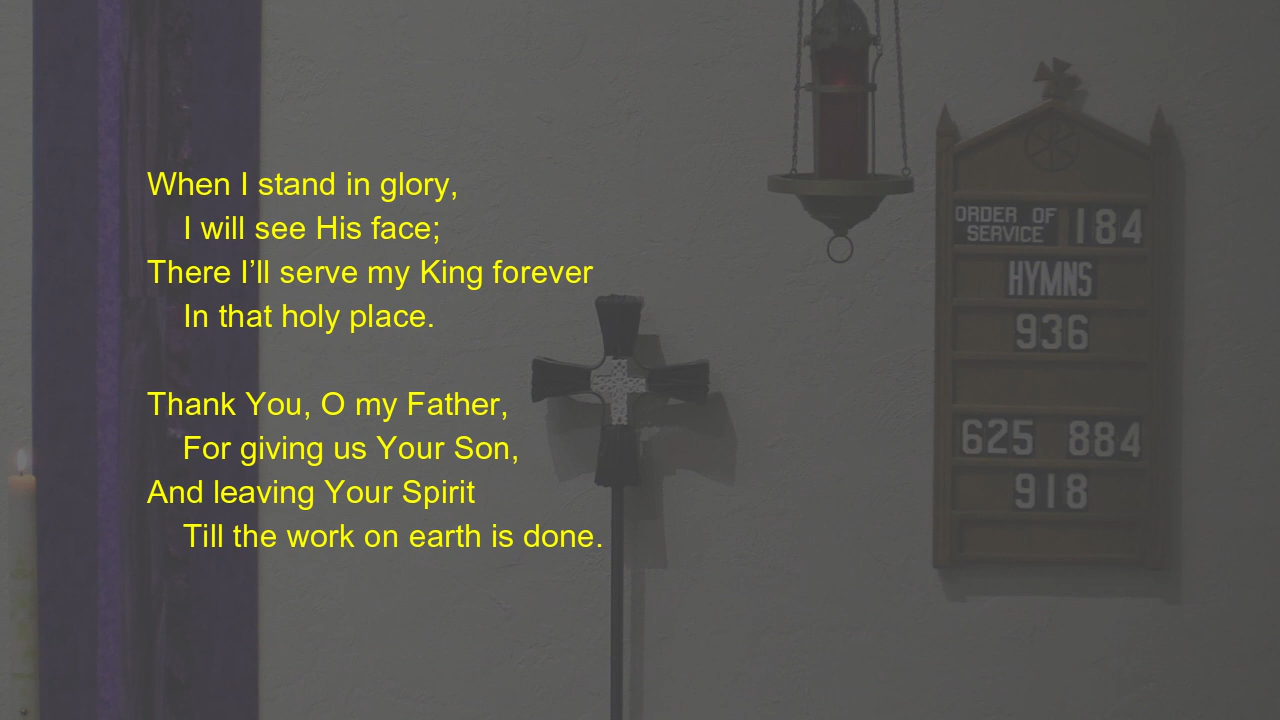 When I stand in glory,
I will see His face;
There I’ll serve my King forever
In that holy place.
Thank You, O my Father,
For giving us Your Son,
And leaving Your Spirit
Till the work on earth is done.
ORDER OF
SERVICE 184
HYMNS
936
625 884
918